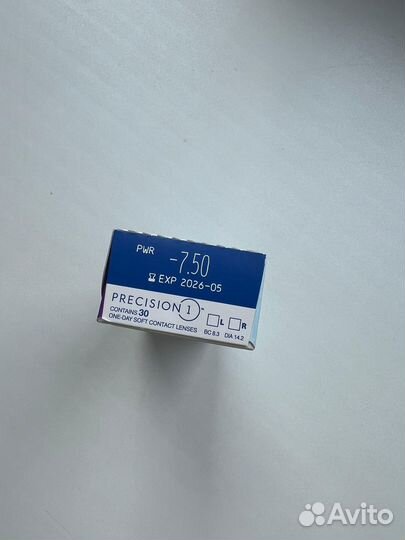 PWR -7.50
EXP 2026-05
PRECISION 1™
CONTAINS 30
ONE-DAY SOFT CONTACT LENSES
L R
BC 8.3 DIA 14.2
Avito